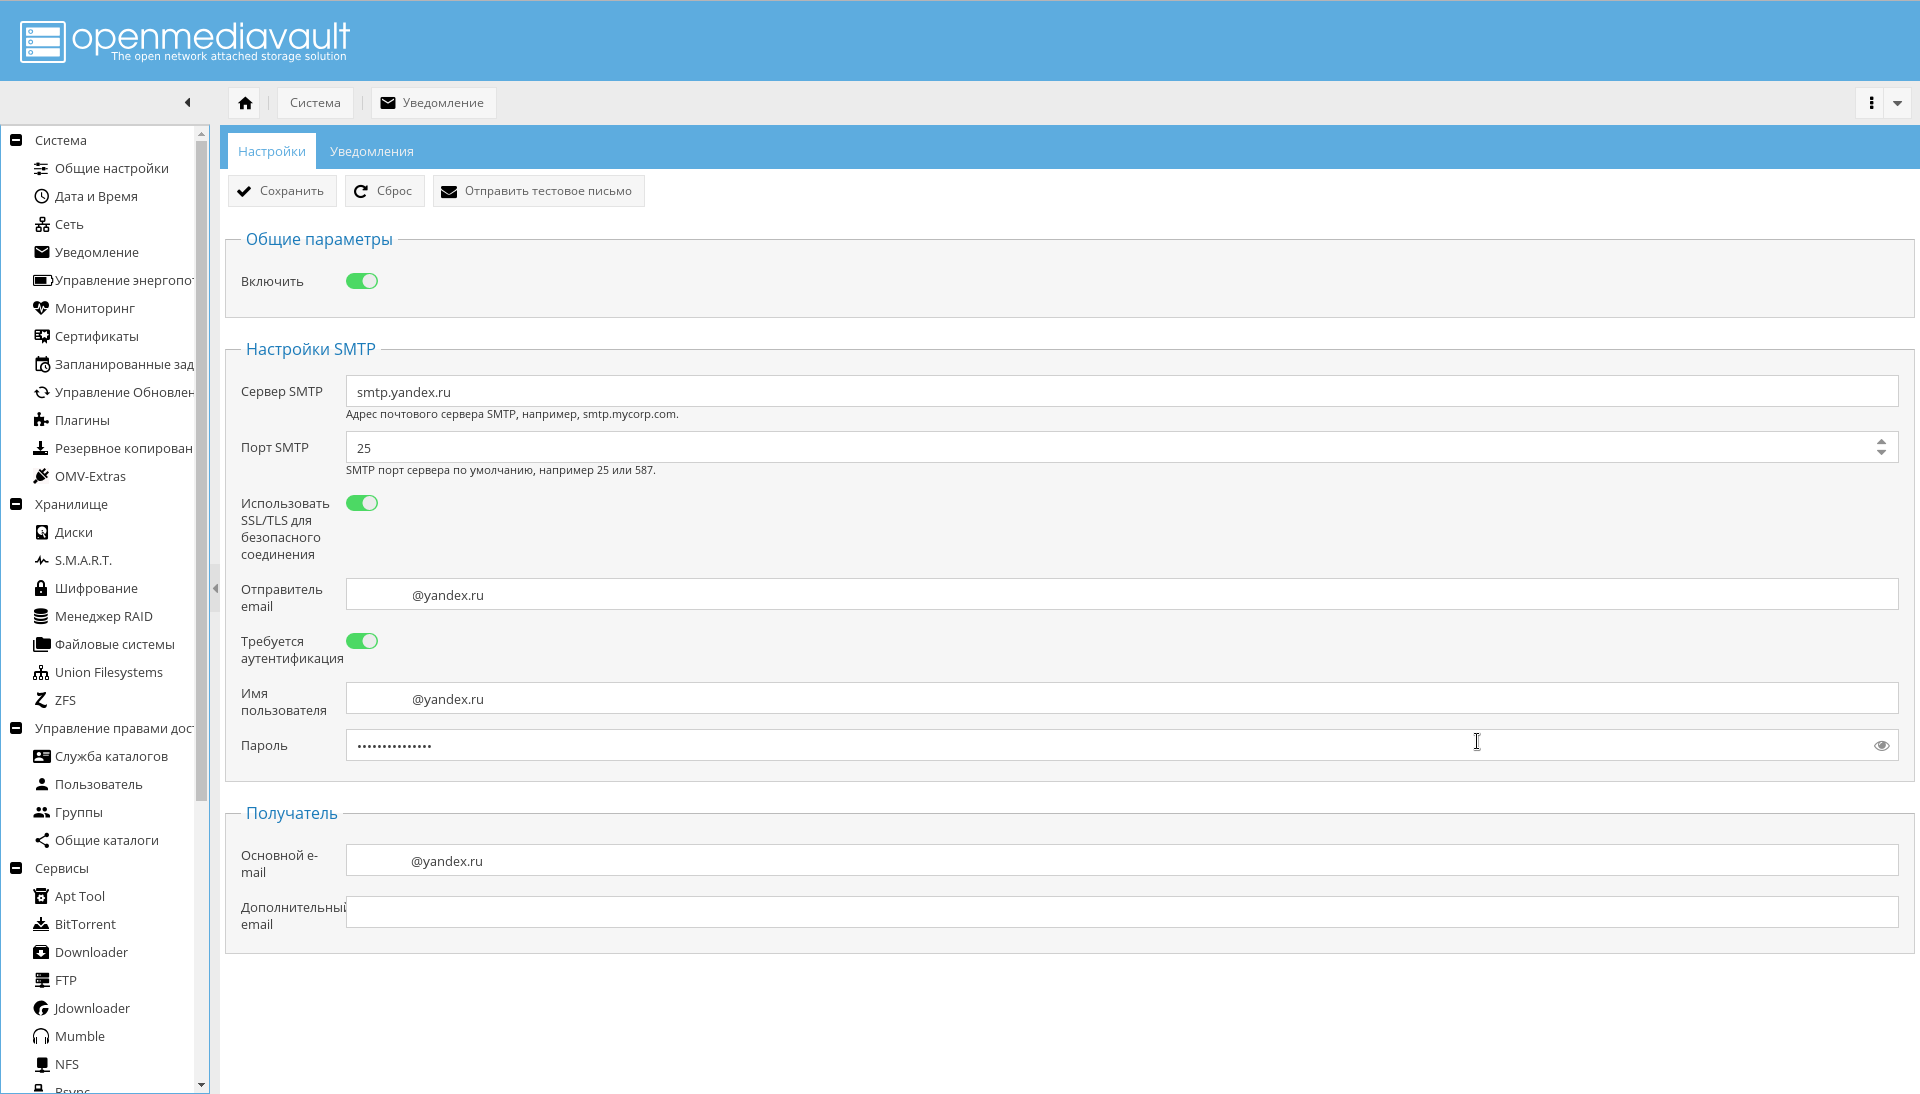 openmediavault
The open network attached storage solution
Система
Уведомление
Система
Общие настройки
Дата и Время
Сеть
Уведомление
Управление энергопо
Мониторинг
Сертификаты
Запланированные зад
Управление Обновлен
Плагины
Резервное копирован
OMV-Extras
Хранилище
Диски
S.M.A.R.T.
Шифрование
Менеджер RAID
Файловые системы
Union Filesystems
ZFS
Управление правами дос
Служба каталогов
Пользователь
Группы
Общие каталоги
Сервисы
Apt Tool
BitTorrent
Downloader
FTP
Jdownloader
Mumble
NFS
Rsync
Настройки
Уведомления
Сохранить
Сброс
Отправить тестовое письмо
Общие параметры
Включить
Настройки SMTP
Сервер SMTP
smtp.yandex.ru
Адрес почтового сервера SMTP, например, smtp.mycorp.com.
Порт SMTP
25
SMTP порт сервера по умолчанию, например 25 или 587.
Использовать
SSL/TLS для
безопасного
соединения
Отправитель
email
@yandex.ru
Требуется
аутентификация
Имя
пользователя
@yandex.ru
Пароль
•••••••••••••••
Получатель
Основной e-
mail
@yandex.ru
Дополнительный
email